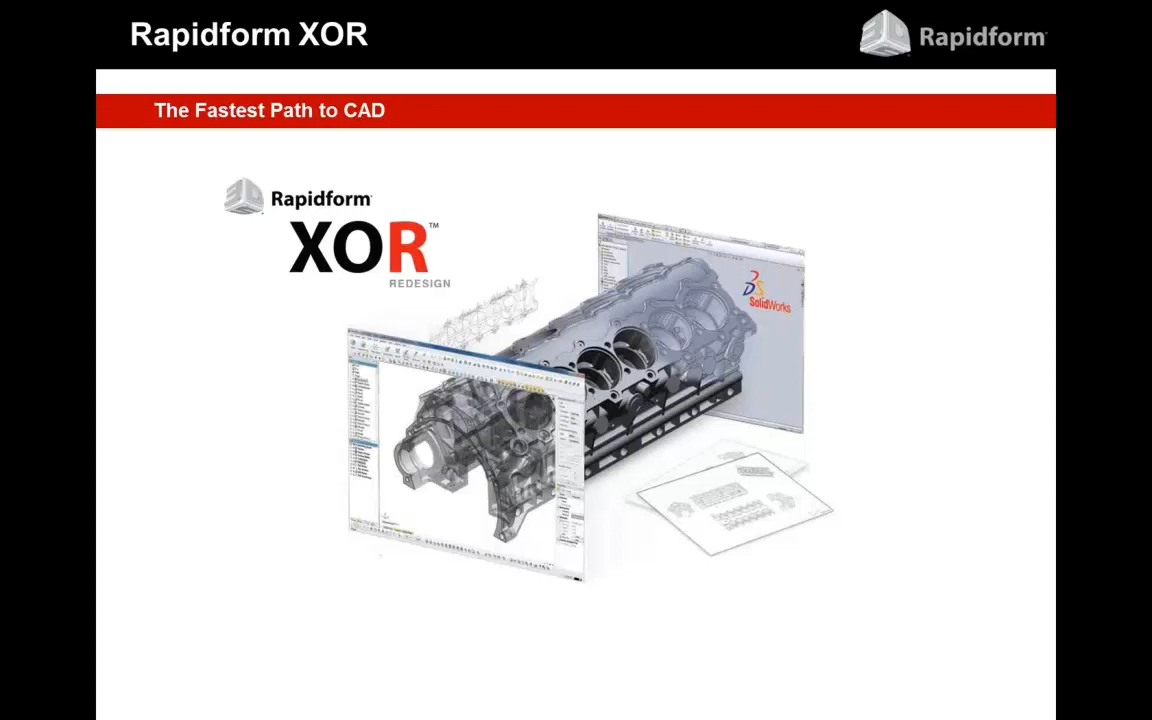 Rapidform XOR
Rapidform
The Fastest Path to CAD
Rapidform
XOR™
REDESIGN
SolidWorks